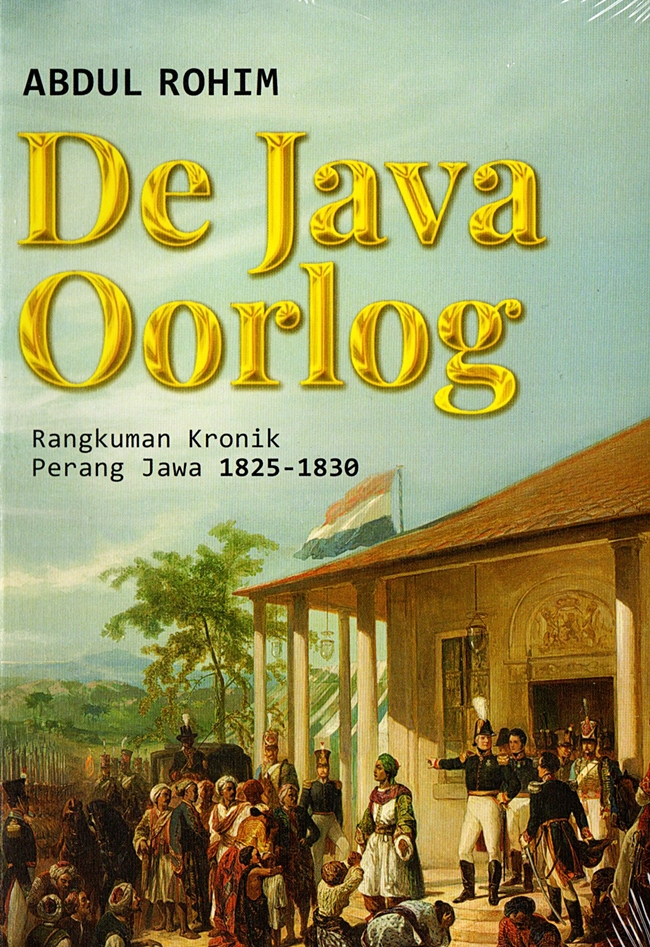 ABDUL ROHIM
De Java
Oorlog
Rangkuman Kronik
Perang Jawa 1825-1830